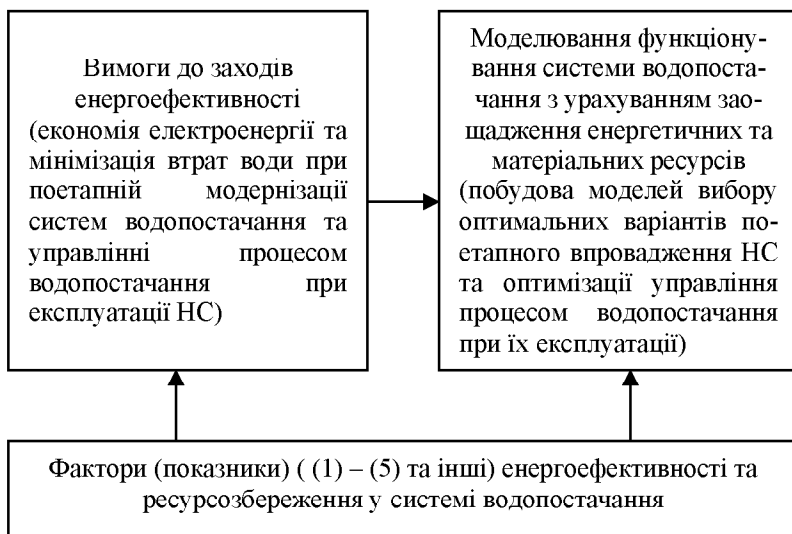 Вимоги до заходів
енергоефективності
(економія електроенергії та
мінімізація втрат води при
поетапній модернізації
систем водопостачання та
управлінні процесом
водопостачання при
експлуатації НС)
Моделювання функціону-
вання системи водопоста-
чання з урахуванням зао-
щадження енергетичних та
матеріальних ресурсів
(побудова моделей вибору
оптимальних варіантів по-
етапного впровадження НС
та оптимізації управління
процесом водопостачання
при їх експлуатації)
Фактори (показники) ( (1) – (5) та інші) енергоефективності та
ресурсозбереження у системі водопостачання